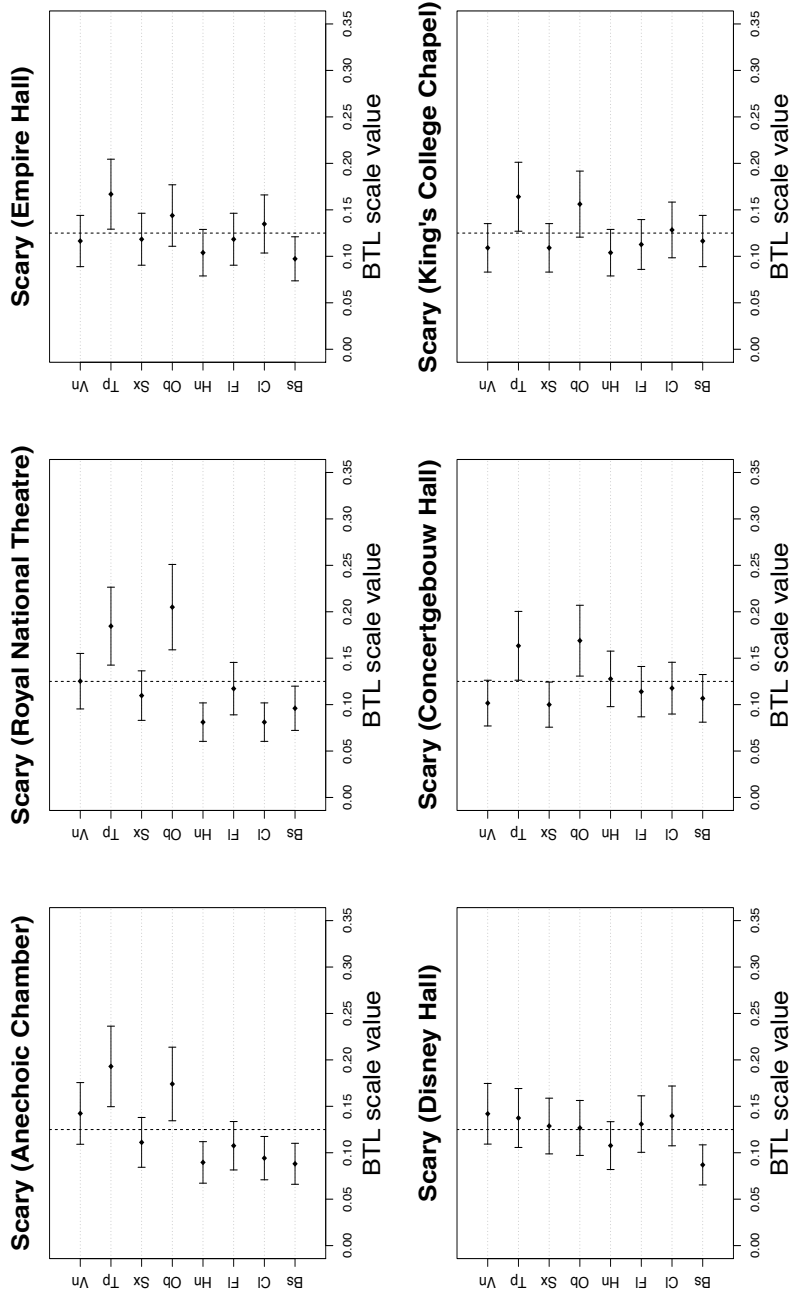 Scary (Anechoic Chamber)
Vn
Tp
Sx
Ob
Hn
Fl
Cl
Bs
0.00 0.05 0.10 0.15 0.20 0.25 0.30 0.35
BTL scale value
Scary (Royal National Theatre)
Vn
Tp
Sx
Ob
Hn
Fl
Cl
Bs
0.00 0.05 0.10 0.15 0.20 0.25 0.30 0.35
BTL scale value
Scary (Empire Hall)
Vn
Tp
Sx
Ob
Hn
Fl
Cl
Bs
0.00 0.05 0.10 0.15 0.20 0.25 0.30 0.35
BTL scale value
Scary (Disney Hall)
Vn
Tp
Sx
Ob
Hn
Fl
Cl
Bs
0.00 0.05 0.10 0.15 0.20 0.25 0.30 0.35
BTL scale value
Scary (Concertgebouw Hall)
Vn
Tp
Sx
Ob
Hn
Fl
Cl
Bs
0.00 0.05 0.10 0.15 0.20 0.25 0.30 0.35
BTL scale value
Scary (King's College Chapel)
Vn
Tp
Sx
Ob
Hn
Fl
Cl
Bs
0.00 0.05 0.10 0.15 0.20 0.25 0.30 0.35
BTL scale value